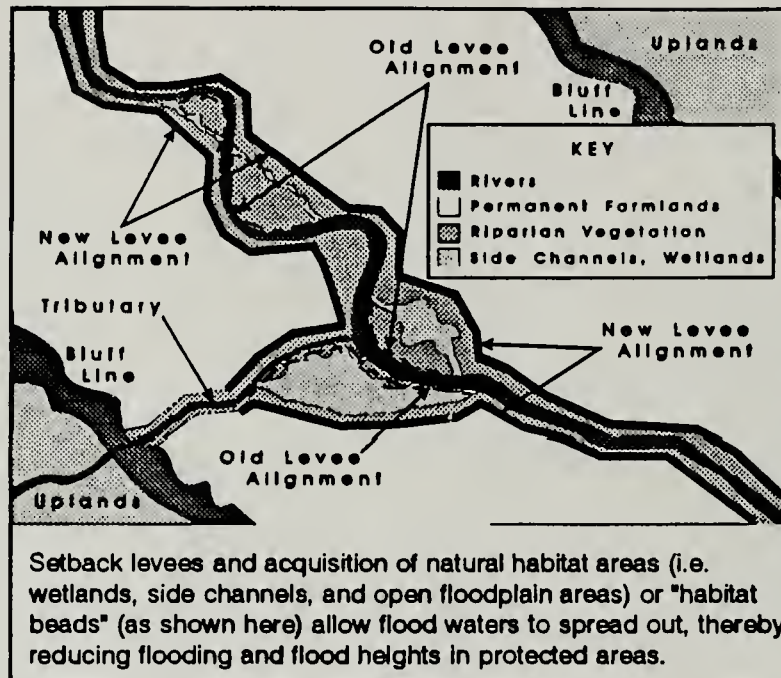 Old Levee
Alignment
Uplands
Bluff
Line
KEY
Rivers
Permanent Farmlands
Riparian Vegetation
Side Channels, Wetlands
New Levee
Alignment
Tributary
Bluff
Line
New Levee
Alignment
Old Levee
Alignment
Uplands
Setback levees and acquisition of natural habitat areas (i.e.
wetlands, side channels, and open floodplain areas) or "habitat
beads" (as shown here) allow flood waters to spread out, thereby
reducing flooding and flood heights in protected areas.